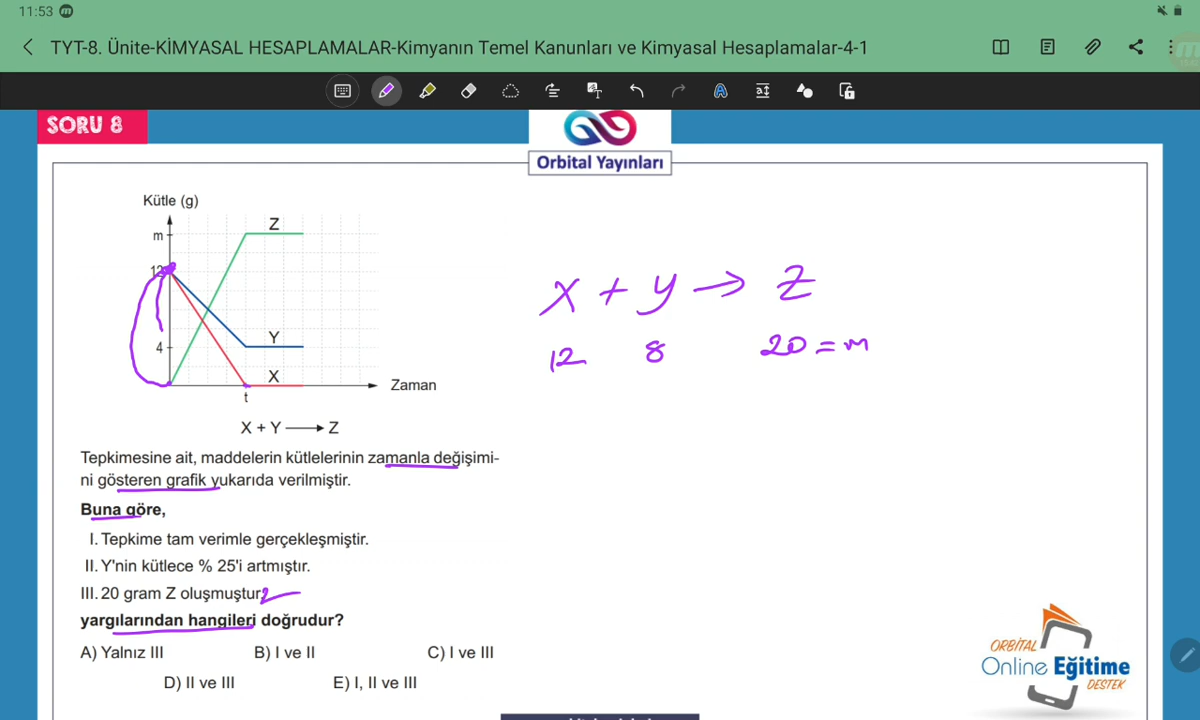 11:53
TYT-8. Ünite-KİMYASAL HESAPLAMALAR-Kimyanın Temel Kanunları ve Kimyasal Hesaplamalar-4-1
SORU 8
Orbital Yayınları
Kütle (g)
m
Z
12
4
Y
X
Zaman
t
X + Y → Z
X + Y → Z
12 8 20 = m
Tepkimesine ait, maddelerin kütlelerinin zamanla değişimi-
ni gösteren grafik yukarıda verilmiştir.
Buna göre,
I. Tepkime tam verimle gerçekleşmiştir.
II. Y'nin kütlece % 25'i artmıştır.
III. 20 gram Z oluşmuştur.
yargılarından hangileri doğrudur?
A) Yalnız III B) I ve II C) I ve III
D) II ve III E) I, II ve III
ORBİTAL
Online Eğitime
DESTEK